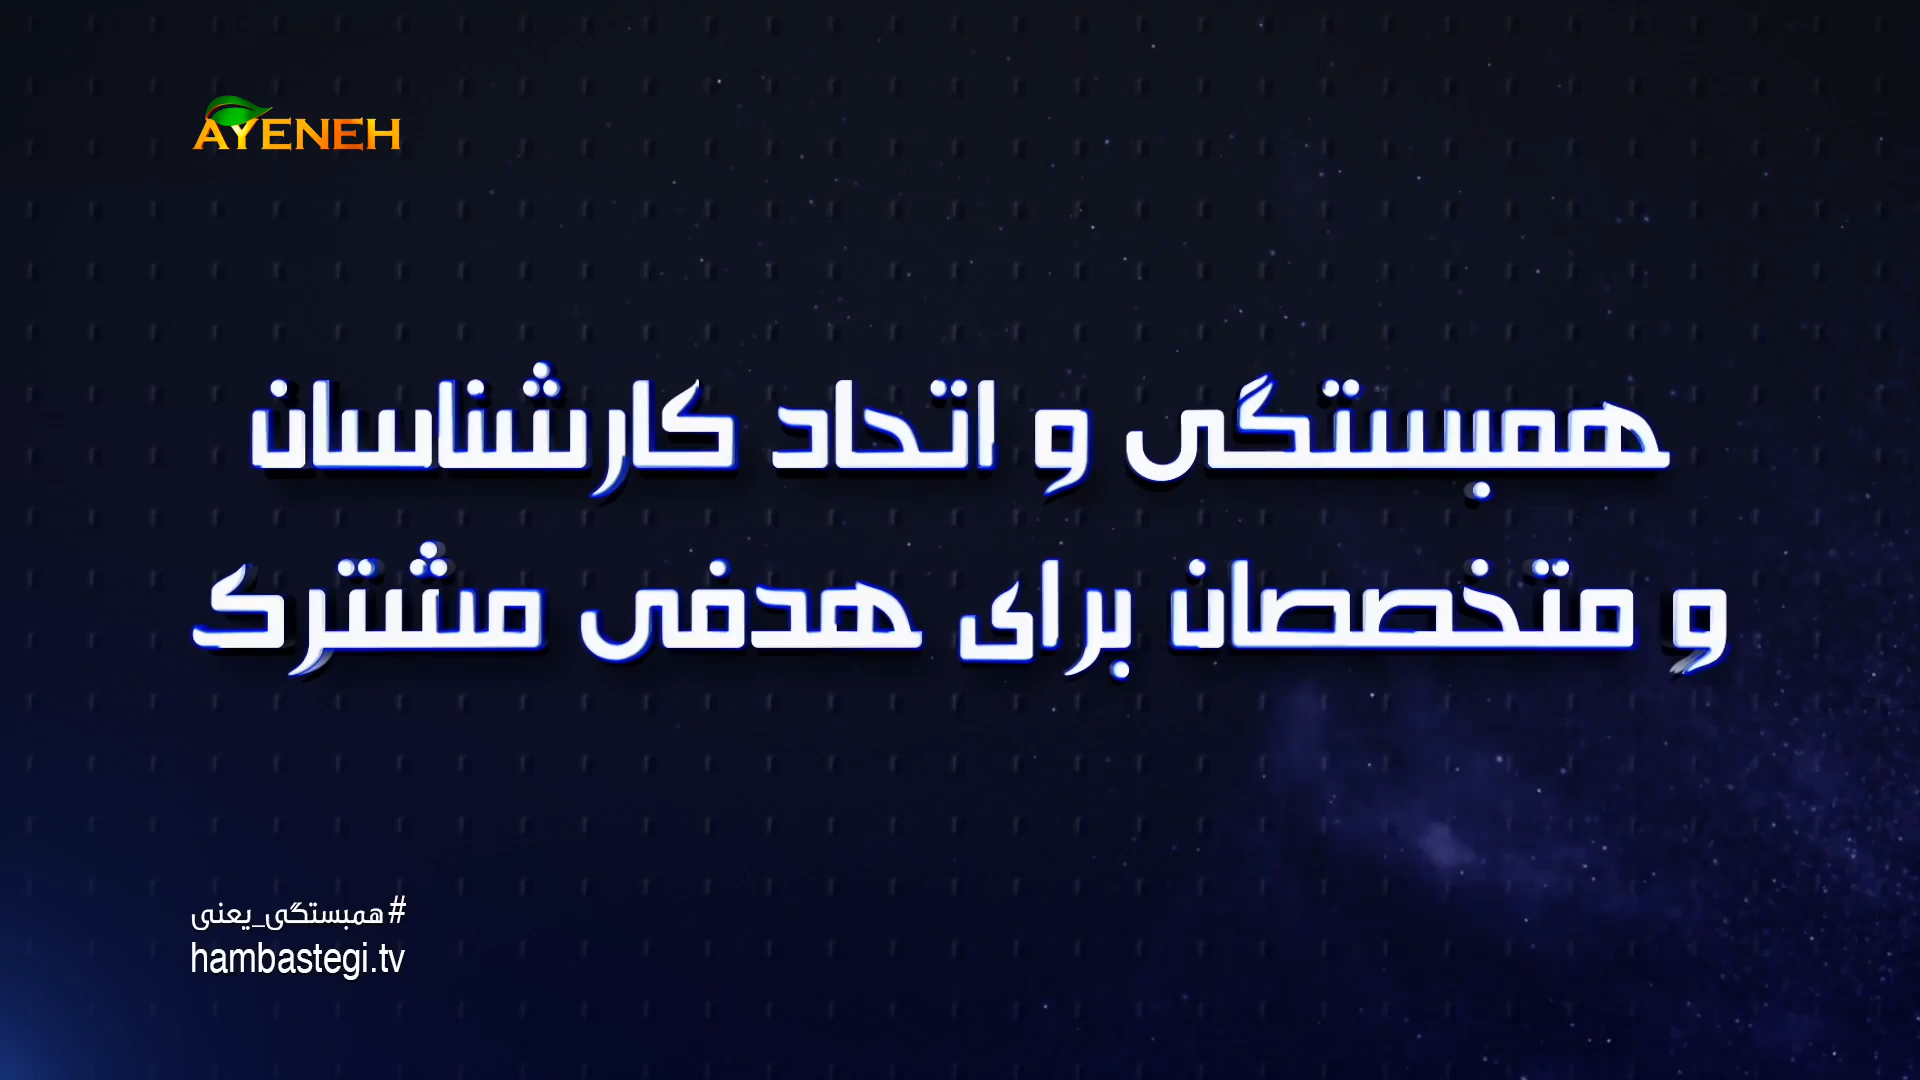 AYENEH
همبستگی و اتحاد کارشناسان
و متخصصان برای هدفی مشترک
#همبستگی_یعنی
hambastegi.tv